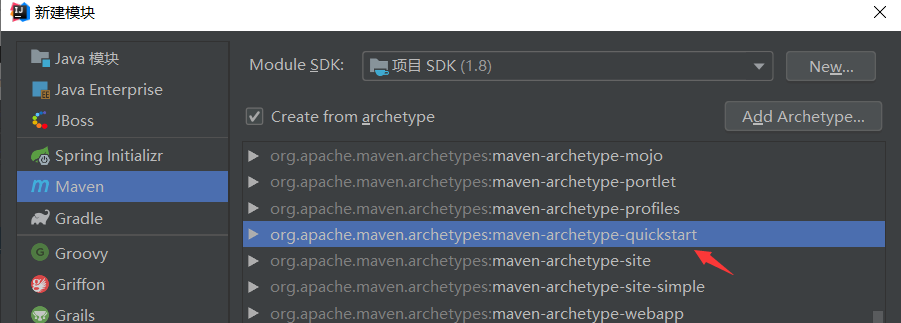 新建模块
Java 模块
Java Enterprise
JBoss
Spring Initializr
Maven
Gradle
Groovy
Griffon
Grails
Module SDK: 项目 SDK (1.8) New...
Create from archetype Add Archetype...
org.apache.maven.archetypes:maven-archetype-mojo
org.apache.maven.archetypes:maven-archetype-portlet
org.apache.maven.archetypes:maven-archetype-profiles
org.apache.maven.archetypes:maven-archetype-quickstart
org.apache.maven.archetypes:maven-archetype-site
org.apache.maven.archetypes:maven-archetype-site-simple
org.apache.maven.archetypes:maven-archetype-webapp